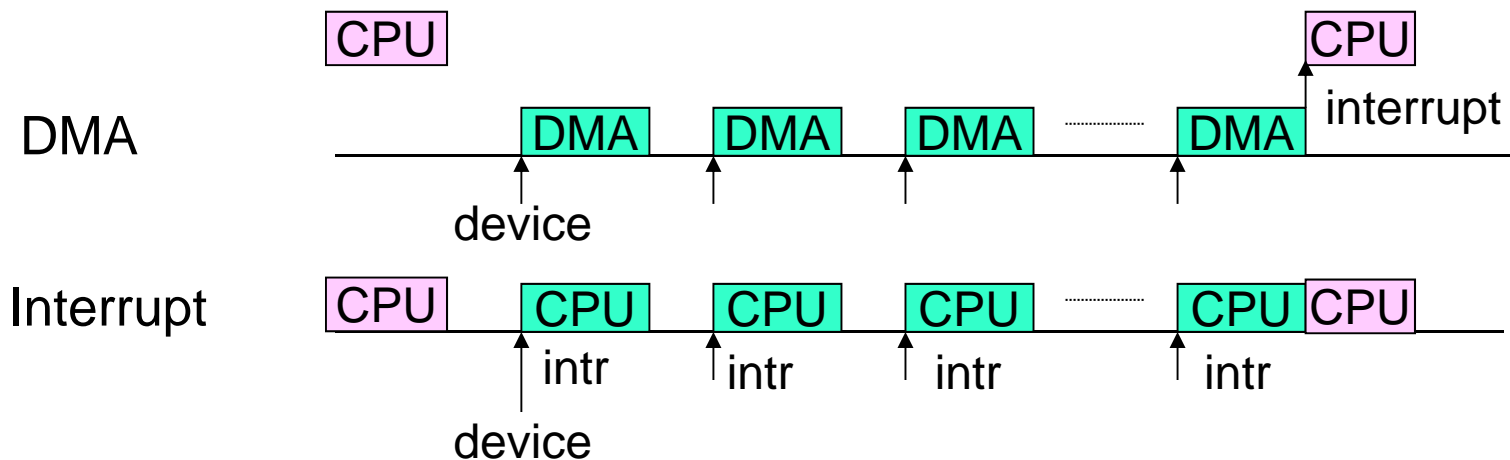 CPU CPU
DMA DMA DMA DMA DMA interrupt
device
Interrupt CPU CPU CPU CPU CPU CPU
intr intr intr intr
device